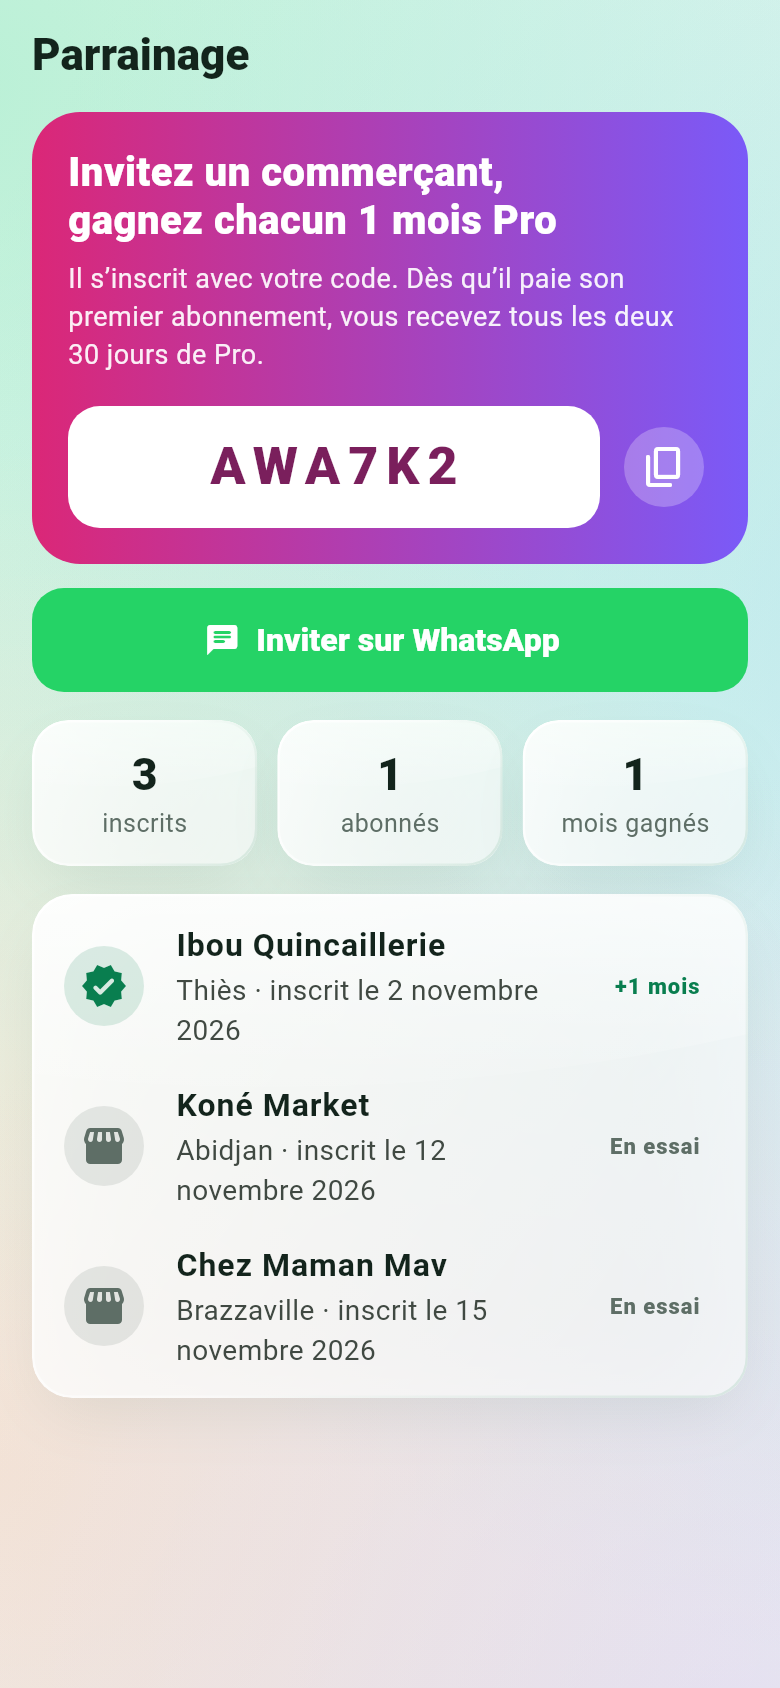 Parrainage
Invitez un commerçant,
gagnez chacun 1 mois Pro
Il s’inscrit avec votre code. Dès qu’il paie son
premier abonnement, vous recevez tous les deux
30 jours de Pro.
AWA7K2
Inviter sur WhatsApp
3
inscrits
1
abonnés
1
mois gagnés
Ibou Quincaillerie
Thiès · inscrit le 2 novembre
2026
+1 mois
Koné Market
Abidjan · inscrit le 12
novembre 2026
En essai
Chez Maman Mav
Brazzaville · inscrit le 15
novembre 2026
En essai